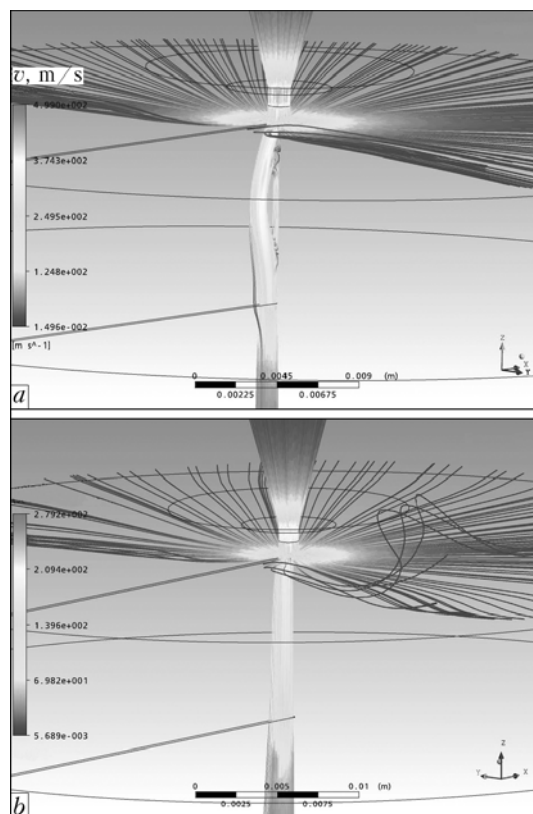 v, m/s
4.990e+002
3.743e+002
2.495e+002
1.248e+002
1.496e-002
[m s^-1]
0 0.0045 0.009 (m)
0.00225 0.00675
Z
X
Y
a
2.792e+002
2.094e+002
1.396e+002
6.982e+001
5.689e-003
0 0.005 0.01 (m)
0.0025 0.0075
Z
Y X
b